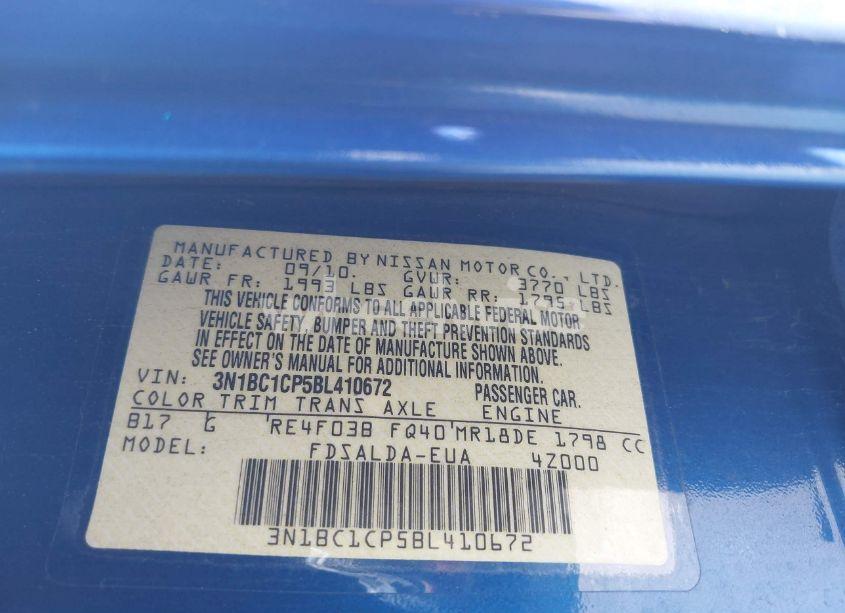 MANUFACTURED BY NISSAN MOTOR CO., LTD.
DATE: 09/10. GVWR: 3770 LBS
GAWR FR: 1993 LBS GAWR RR: 1795 LBS
THIS VEHICLE CONFORMS TO ALL APPLICABLE FEDERAL MOTOR
VEHICLE SAFETY, BUMPER AND THEFT PREVENTION STANDARDS
IN EFFECT ON THE DATE OF MANUFACTURE SHOWN ABOVE.
SEE OWNER'S MANUAL FOR ADDITIONAL INFORMATION.
VIN: 3N1BC1CP5BL410672 PASSENGER CAR.
COLOR TRIM TRANS AXLE ENGINE
B17 G RE4F03B FQ40 MR18DE 1798 CC
MODEL: FDSALDA-EUA 4Z000
3N1BC1CP5BL410672